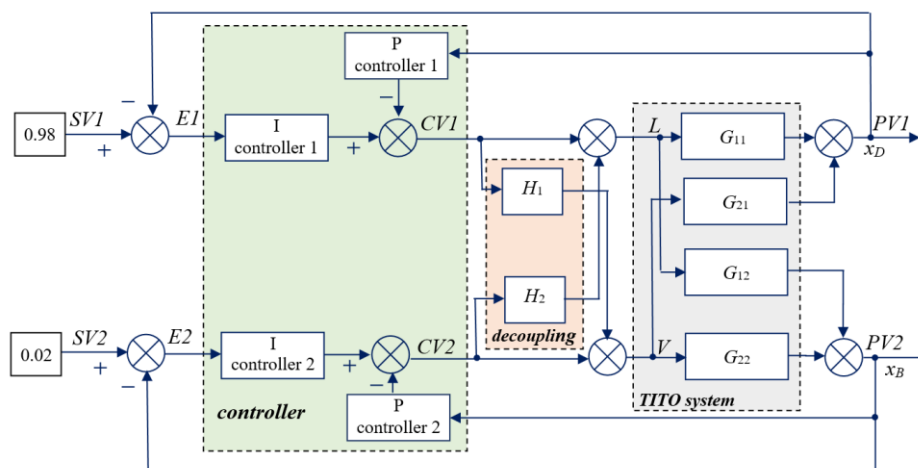 P
controller 1
−
−
0.98
SV1
+
E1
I
controller 1
+
CV1
L
G11
PV1
xD
H1
G21
G12
H2
decoupling
0.02
SV2
+
−
E2
I
controller 2
+
−
CV2
V
G22
PV2
xB
P
controller 2
controller
TITO system